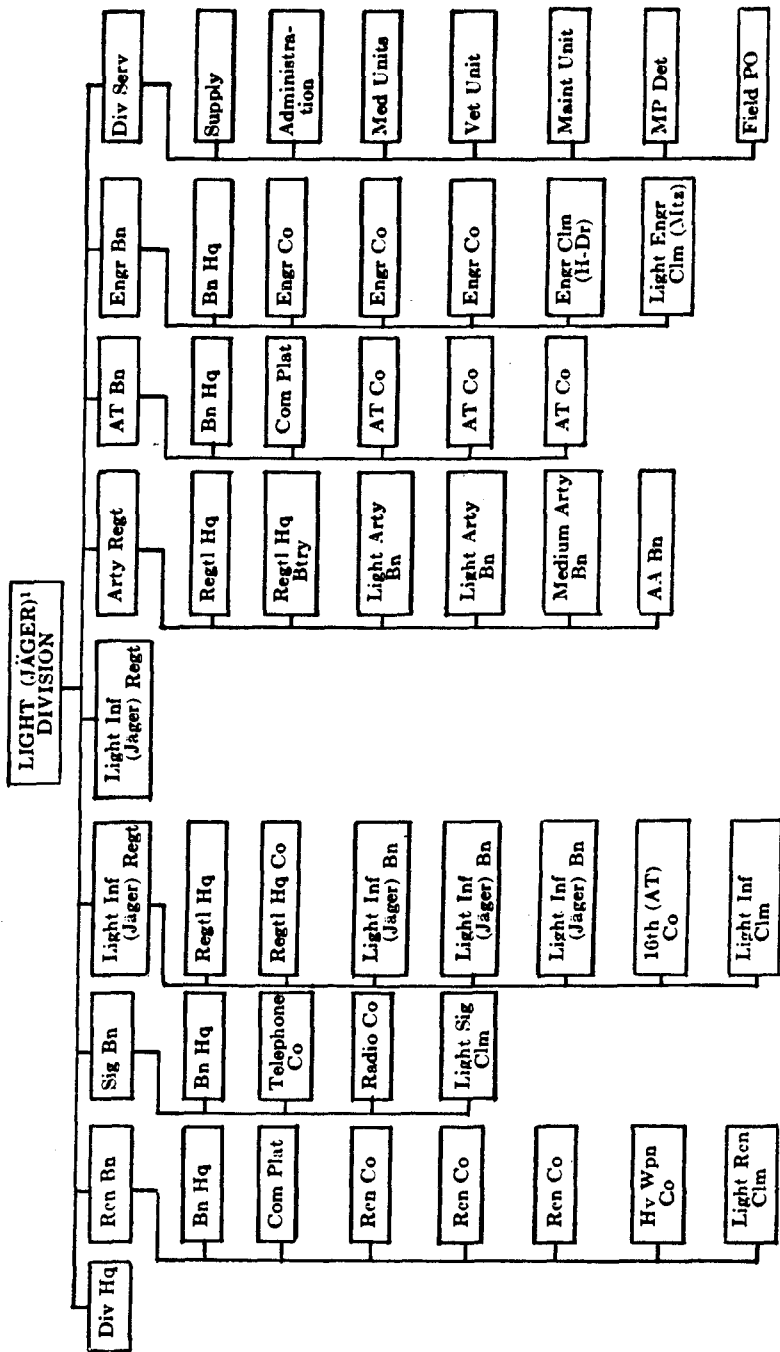 LIGHT (JÄGER)¹
DIVISION
Div Hq
Rcn Bn
Bn Hq
Com Plat
Rcn Co
Rcn Co
Rcn Co
Hv Wpn
Co
Light Rcn
Clm
Sig Bn
Bn Hq
Telephone
Co
Radio Co
Light Sig
Clm
Light Inf
(Jäger) Regt
Regtl Hq
Regtl Hq Co
Light Inf
(Jäger) Bn
Light Inf
(Jäger) Bn
Light Inf
(Jäger) Bn
16th (AT)
Co
Light Inf
Clm
Light Inf
(Jäger) Regt
Arty Regt
Regtl Hq
Regtl Hq
Btry
Light Arty
Bn
Light Arty
Bn
Medium Arty
Bn
AA Bn
AT Bn
Bn Hq
Com Plat
AT Co
AT Co
AT Co
Engr Bn
Bn Hq
Engr Co
Engr Co
Engr Co
Engr Clm
(H-Dr)
Light Engr
Clm (Mtz)
Div Serv
Supply
Administra-
tion
Med Units
Vet Unit
Maint Unit
MP Det
Field PO